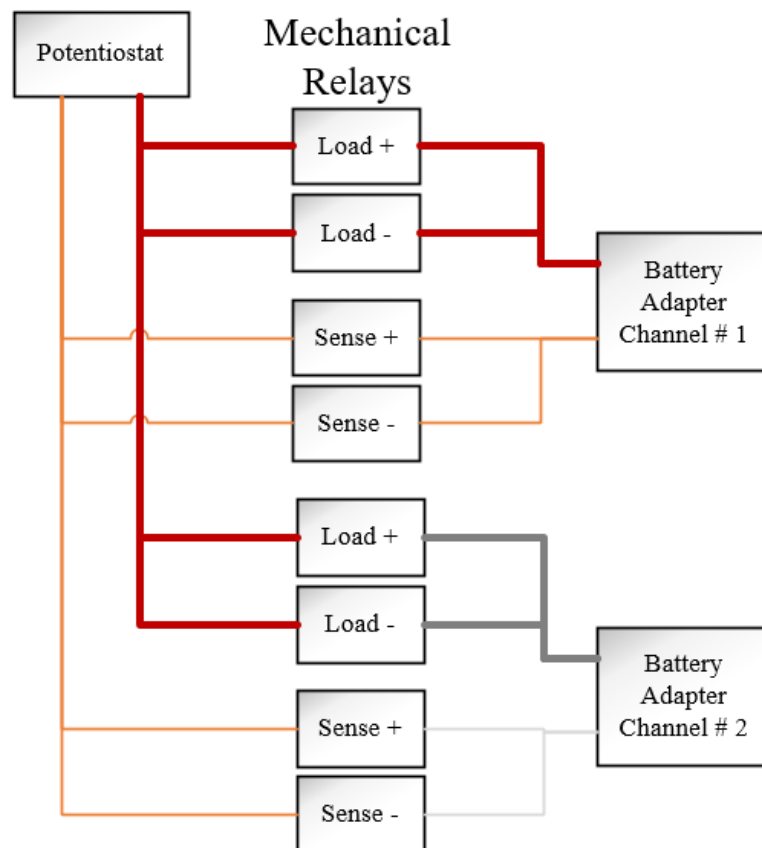 Potentiostat
Mechanical
Relays
Load +
Load -
Sense +
Sense -
Battery
Adapter
Channel # 1
Load +
Load -
Sense +
Sense -
Battery
Adapter
Channel # 2